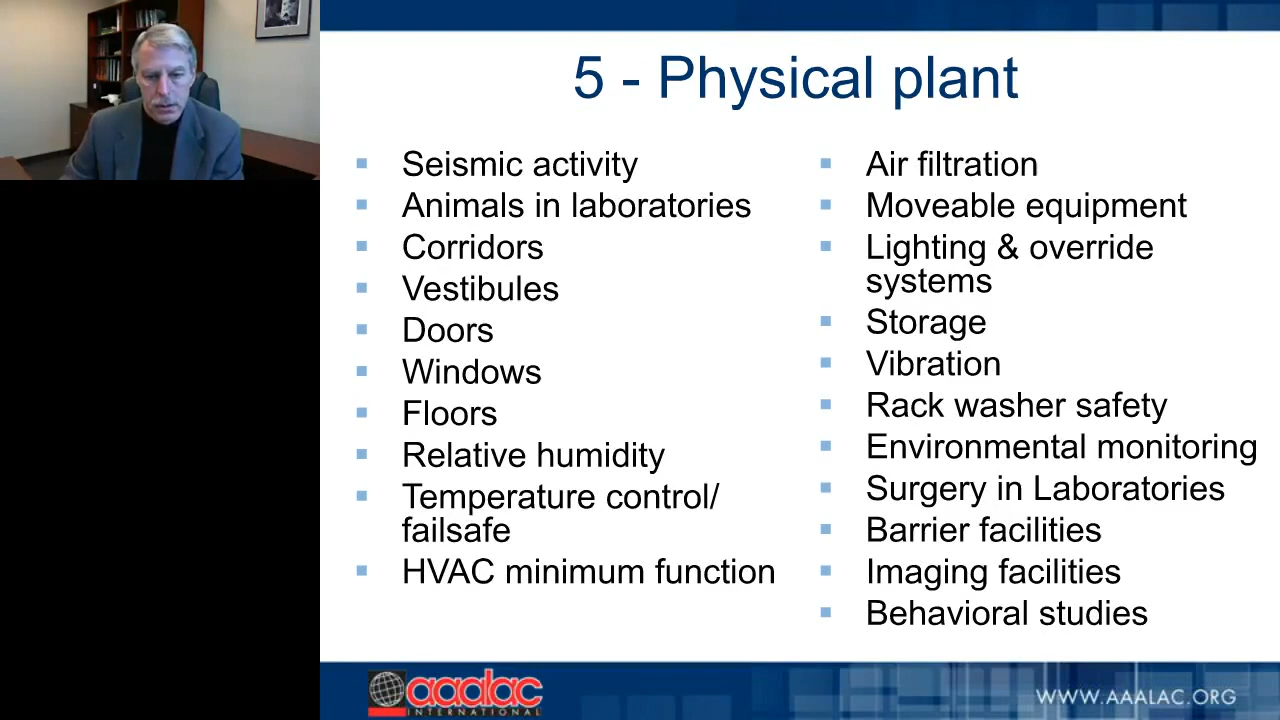 5 - Physical plant
Seismic activity
Animals in laboratories
Corridors
Vestibules
Doors
Windows
Floors
Relative humidity
Temperature control/
failsafe
HVAC minimum function
Air filtration
Moveable equipment
Lighting & override
systems
Storage
Vibration
Rack washer safety
Environmental monitoring
Surgery in Laboratories
Barrier facilities
Imaging facilities
Behavioral studies
aaalac
INTERNATIONAL
WWW.AAALAC.ORG